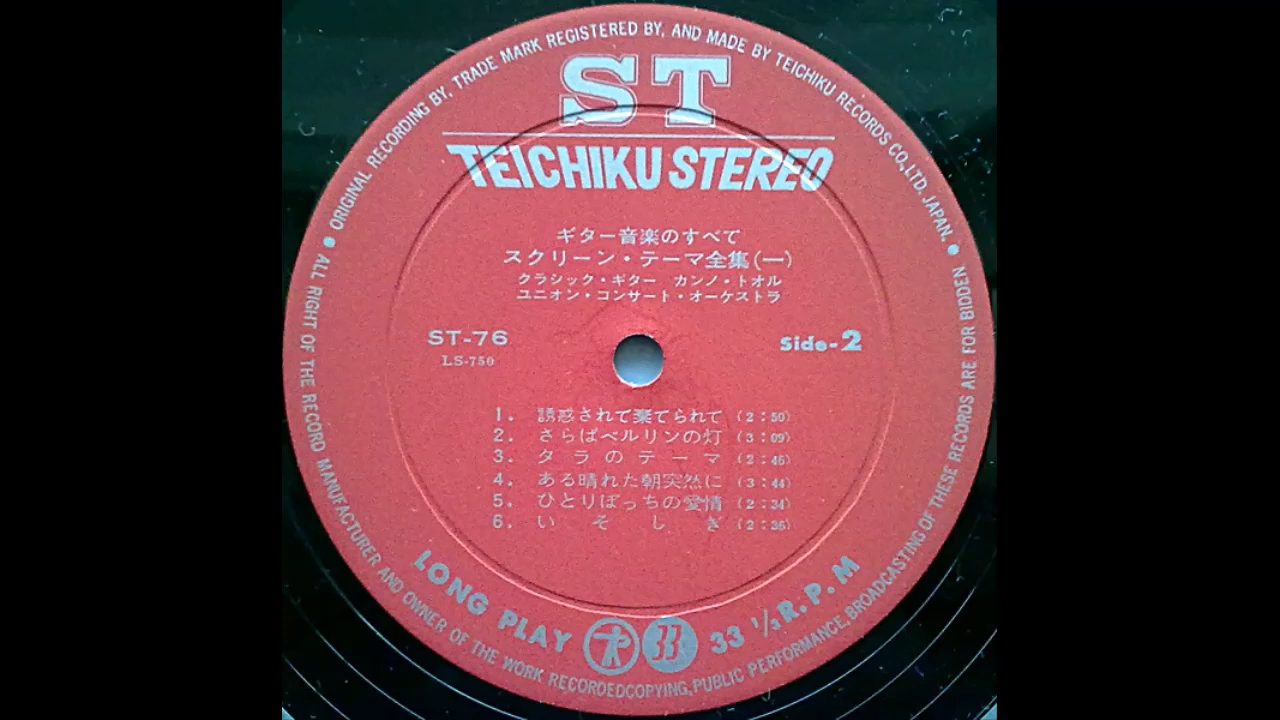 ORIGINAL RECORDING BY, TRADE MARK REGISTERED BY, AND MADE BY TEICHIKU RECORDS CO.,LTD. JAPAN.
ST
TEICHIKU STEREO
ギター音楽のすべて
スクリーン・テーマ全集(一)
クラシック・ギター カンノ・トオル
ユニオン・コンサート・オーケストラ
ST-76
Side-2
LS-750
1. 誘惑されて棄てられて (2:50)
2. さらばベルリンの灯 (3:09)
3. タラのテーマ (2:46)
4. ある晴れた朝突然に (3:44)
5. ひとりぼっちの愛情 (2:34)
6. いそしぎ (2:36)
LONG PLAY 33 33 1/3 R.P.M
ALL RIGHT OF THE RECORD MANUFACTURER AND OWNER OF THE WORK RECORDEDCOPYING,PUBLIC PERFORMANCE,BROADCASTING OF THESE RECORDS ARE FOR BIDDEN